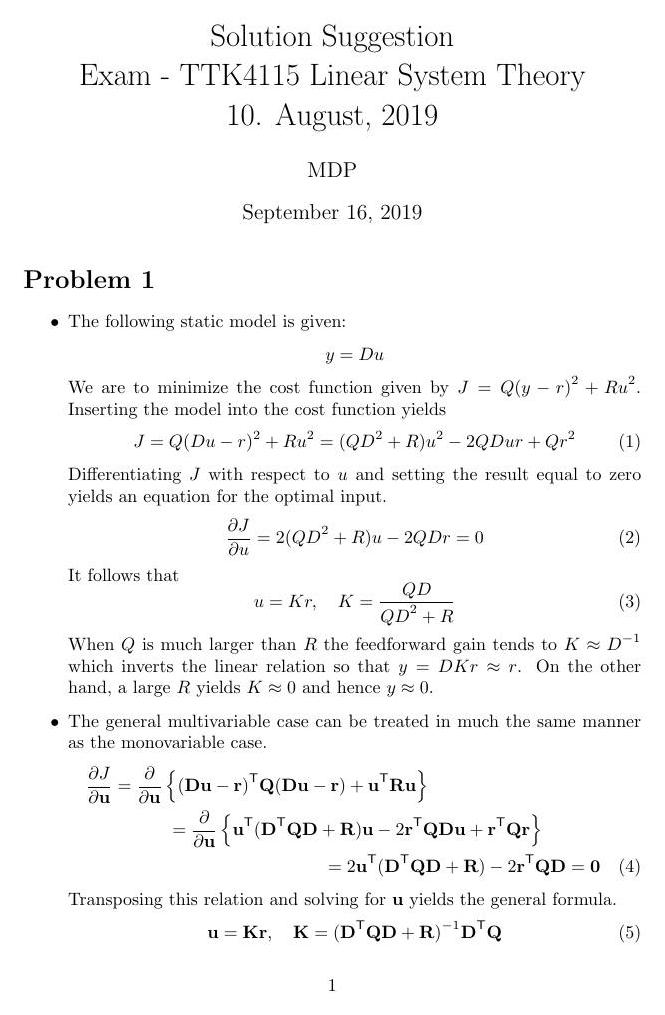 Solution Suggestion
Exam - TTK4115 Linear System Theory
10. August, 2019
MDP
September 16, 2019
Problem 1
• The following static model is given:
y = Du
We are to minimize the cost function given by J = Q(y − r)² + Ru².
Inserting the model into the cost function yields
J = Q(Du − r)² + Ru² = (QD² + R)u² − 2QDur + Qr² (1)
Differentiating J with respect to u and setting the result equal to zero
yields an equation for the optimal input.
∂J/∂u = 2(QD² + R)u − 2QDr = 0 (2)
It follows that
u = Kr, K = QD/(QD² + R) (3)
When Q is much larger than R the feedforward gain tends to K ≈ D⁻¹
which inverts the linear relation so that y = DKr ≈ r. On the other
hand, a large R yields K ≈ 0 and hence y ≈ 0.
• The general multivariable case can be treated in much the same manner
as the monovariable case.
∂J/∂u = ∂/∂u {(Du − r)ᵀQ(Du − r) + uᵀRu}
= ∂/∂u {uᵀ(DᵀQD + R)u − 2rᵀQDu + rᵀQr}
= 2uᵀ(DᵀQD + R) − 2rᵀQD = 0 (4)
Transposing this relation and solving for u yields the general formula.
u = Kr, K = (DᵀQD + R)⁻¹DᵀQ (5)
1